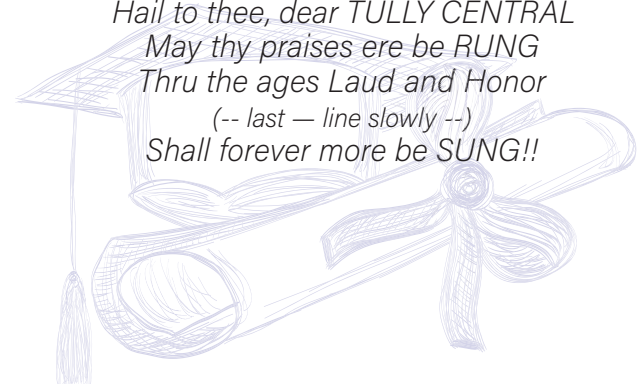 Hail to thee, dear TULLY CENTRAL
May thy praises ere be RUNG
Thru the ages Laud and Honor
(-- last — line slowly --)
Shall forever more be SUNG!!